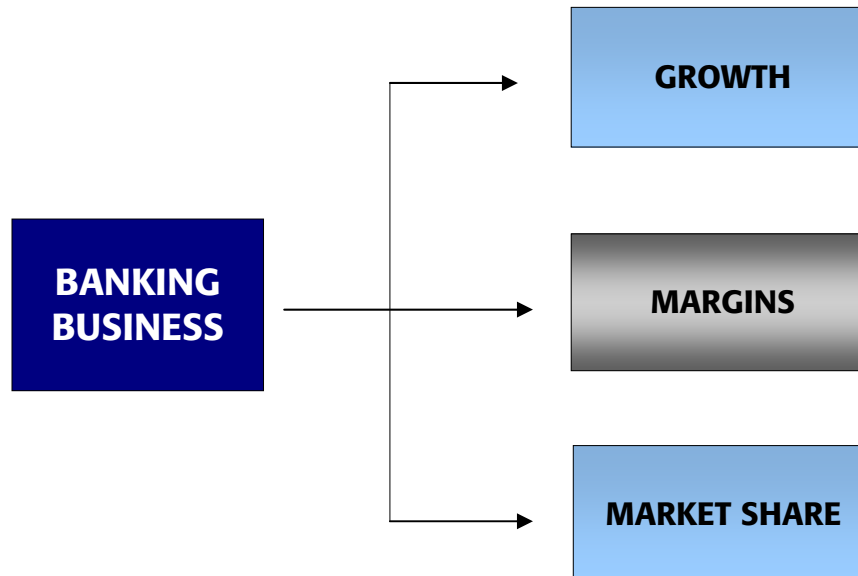 GROWTH
BANKING
BUSINESS
MARGINS
MARKET SHARE